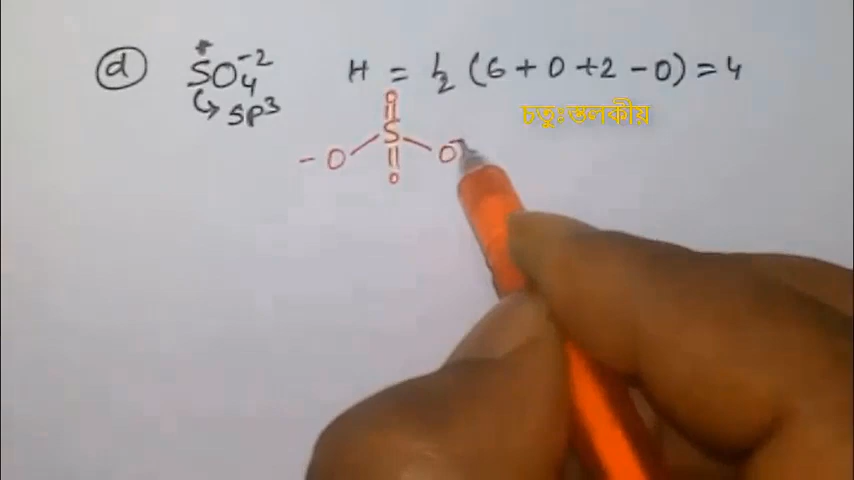 d SO₄⁻² H = 1/2 (6 + 0 + 2 - 0) = 4
↳ sp³
চতুঃস্তলকীয়
O
S
- O O -
O